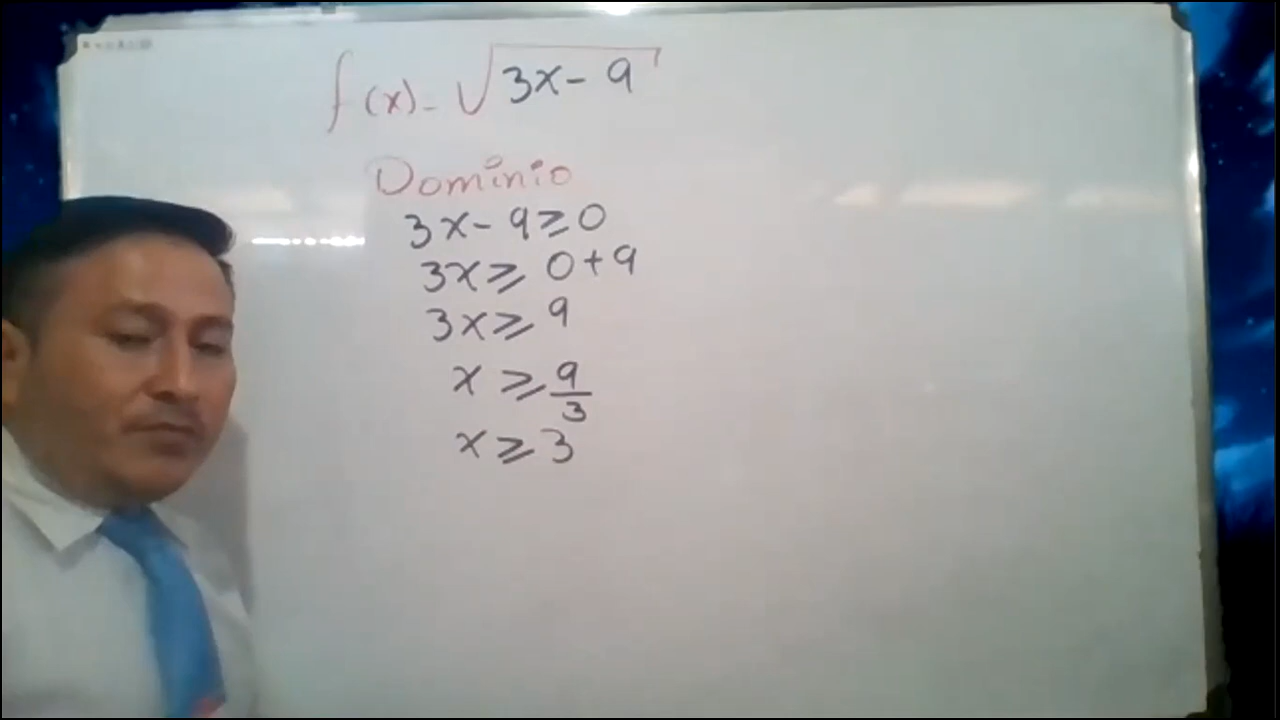 f(x) = √3x - 9
Dominio
3x - 9 ≥ 0
3x ≥ 0 + 9
3x ≥ 9
x ≥ 9/3
x ≥ 3